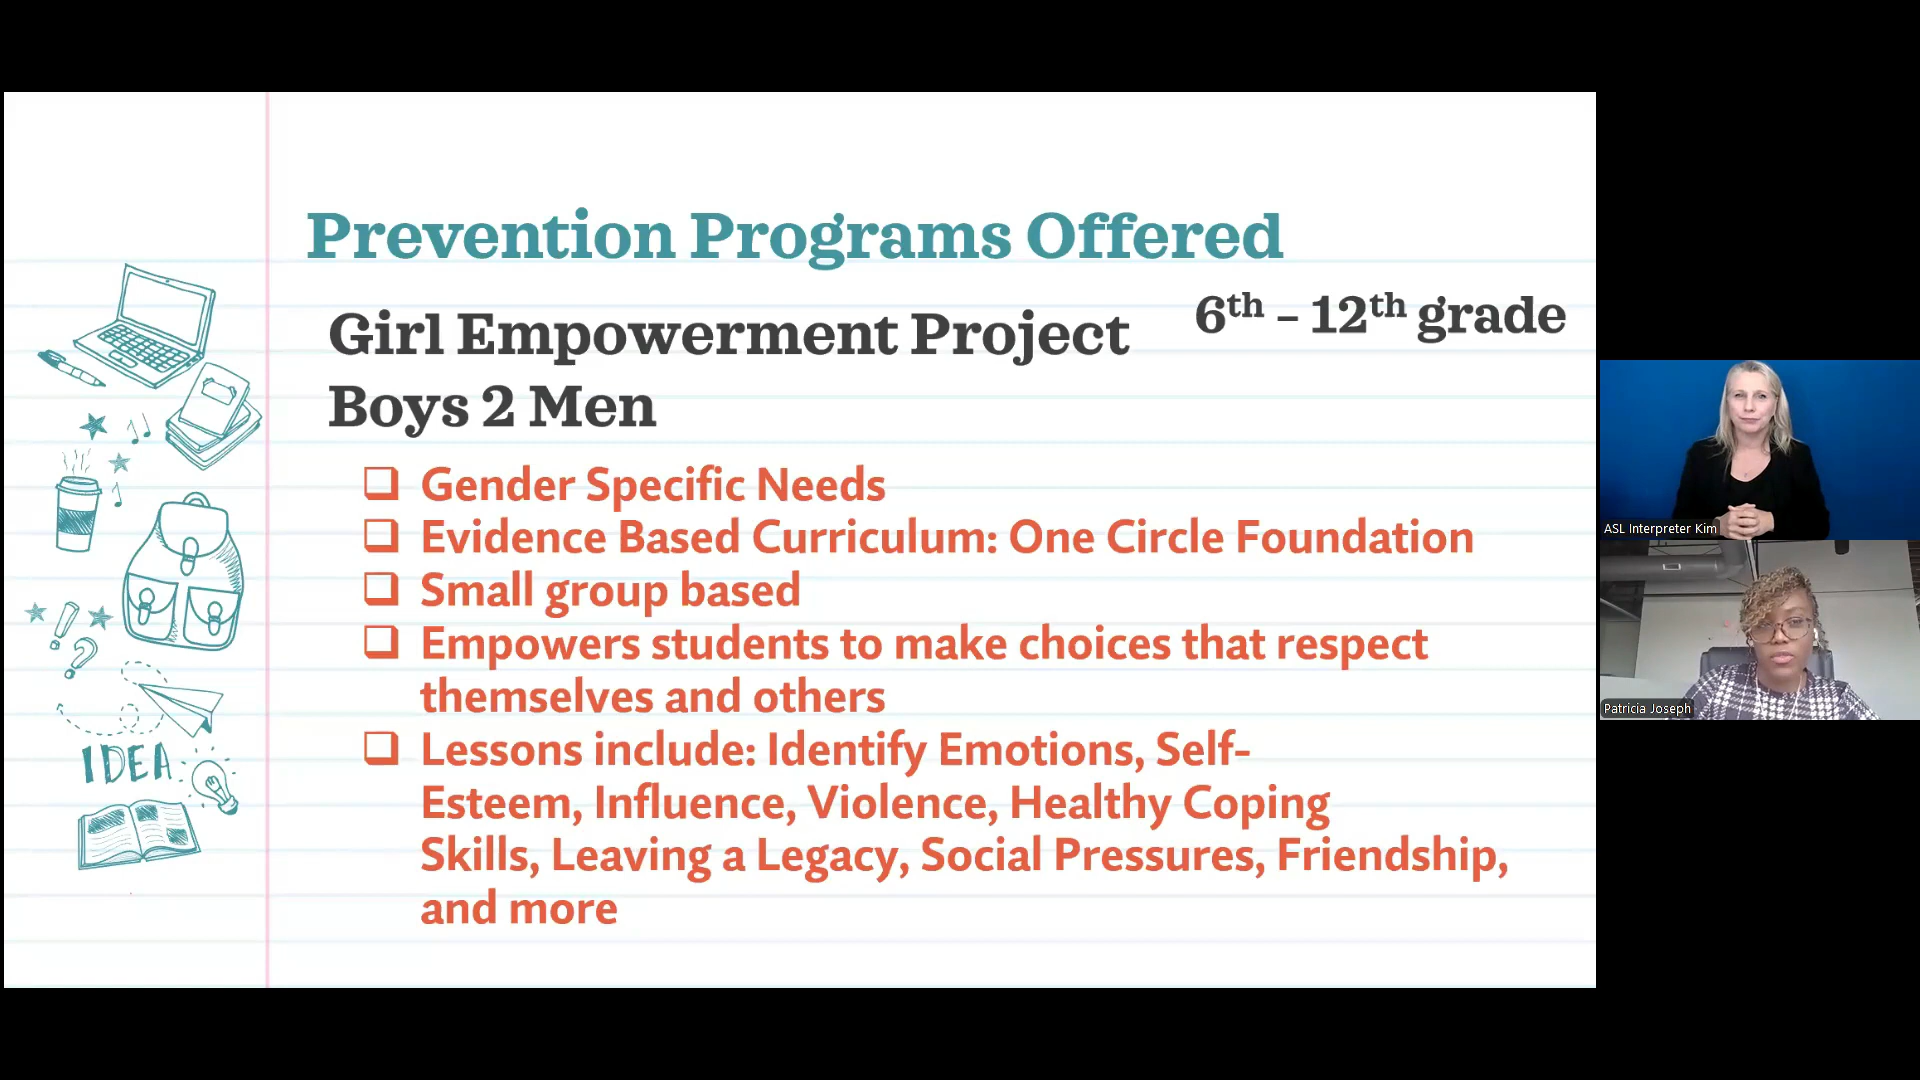 Prevention Programs Offered
Girl Empowerment Project
6th – 12th grade
Boys 2 Men
Gender Specific Needs
Evidence Based Curriculum: One Circle Foundation
Small group based
Empowers students to make choices that respect
themselves and others
Lessons include: Identify Emotions, Self-
Esteem, Influence, Violence, Healthy Coping
Skills, Leaving a Legacy, Social Pressures, Friendship,
and more
IDEA
ASL Interpreter Kim
Patricia Joseph